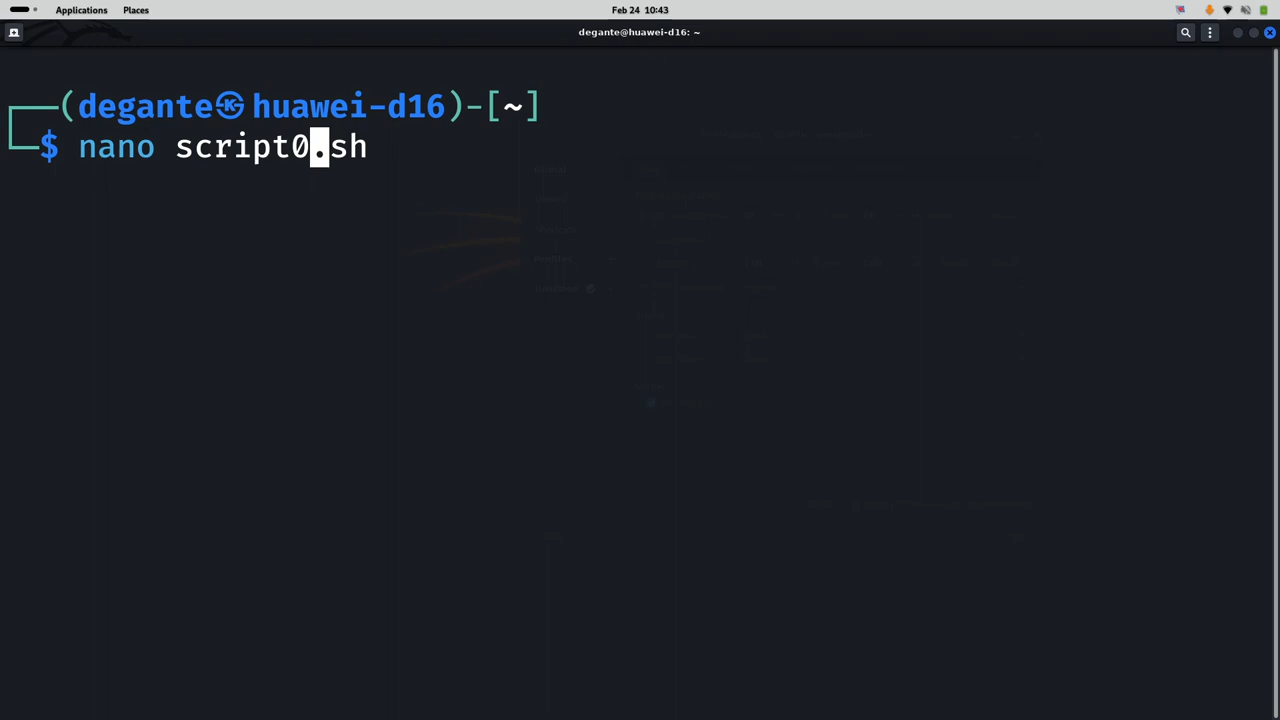 Applications Places Feb 24 10:43
degante@huawei-d16: ~
┌──(degante㉿huawei-d16)-[~]
└─$ nano script0.sh